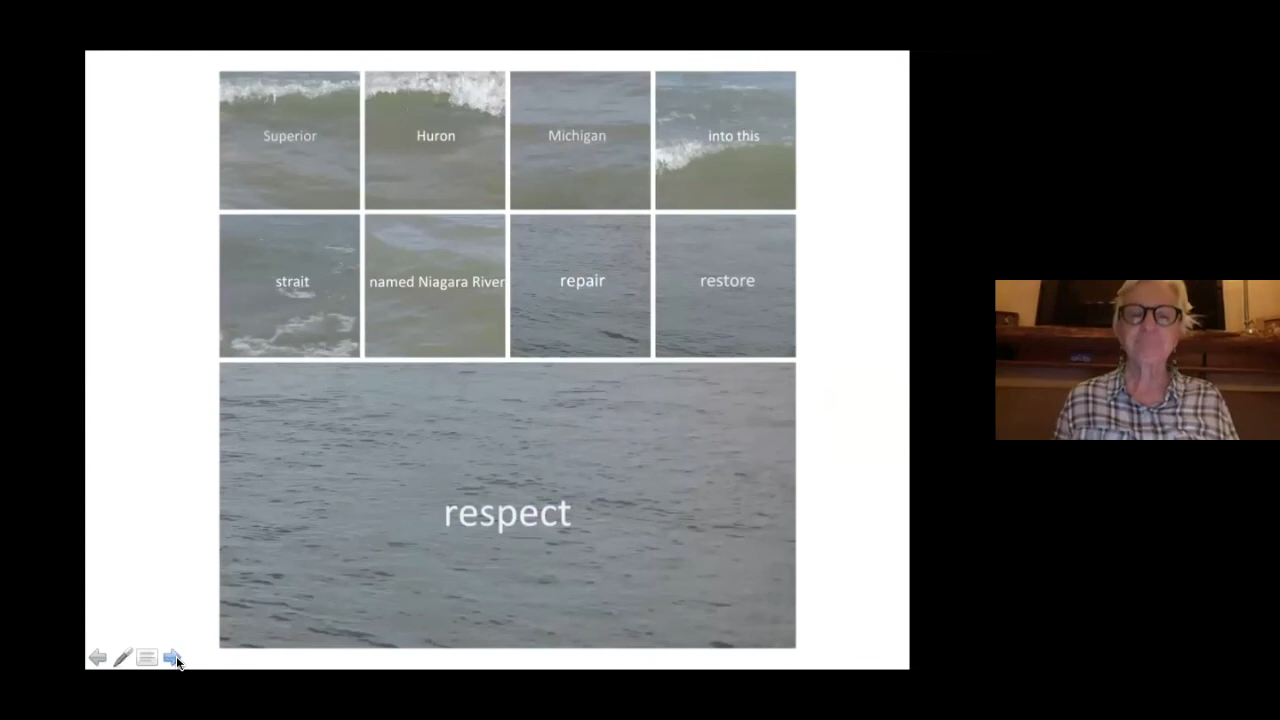 Superior
Huron
Michigan
into this
strait
named Niagara River
repair
restore
respect